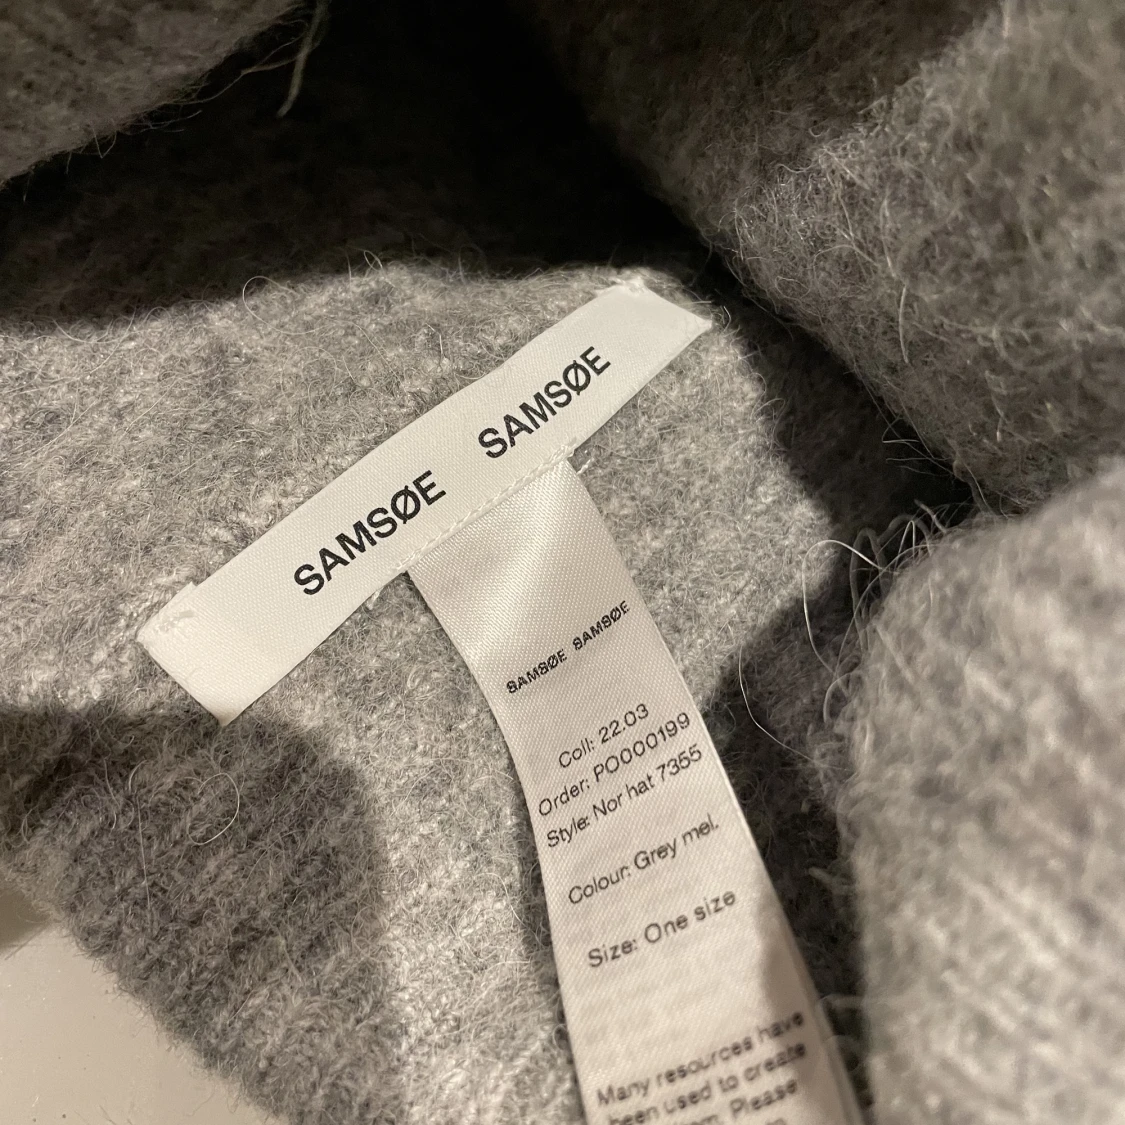 SAMSØE SAMSØE
SAMSØE SAMSØE
Coll: 22.03
Order: PO000199
Style: Nor hat 7355
Colour: Grey mel.
Size: One size
Many resources have
been used to create
Please